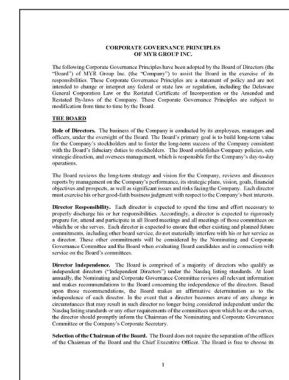 CORPORATE GOVERNANCE PRINCIPLES
OF MYR GROUP INC.
The following Corporate Governance Principles have been adopted by the Board of Directors (the
"Board") of MYR Group Inc. (the "Company") to assist the Board in the exercise of its
responsibilities. These Corporate Governance Principles are a statement of policy and are not
intended to change or interpret any federal or state law or regulation, including the Delaware
General Corporation Law or the Restated Certificate of Incorporation or the Amended and
Restated By-laws of the Company. These Corporate Governance Principles are subject to
modification from time to time by the Board.
THE BOARD
Role of Directors. The business of the Company is conducted by its employees, managers and
officers, under the oversight of the Board. The Board's primary goal is to build long-term value
for the Company's stockholders and to foster the long-term success of the Company consistent
with the Board's fiduciary duties to stockholders. The Board establishes Company policies, sets
strategic direction, and oversees management, which is responsible for the Company's day-to-day
operations.
The Board reviews the long-term strategy and vision for the Company, reviews and discusses
reports by management on the Company's performance, its strategic plans, vision, goals, financial
objectives and prospects, as well as significant issues and risks facing the Company. Each director
must exercise his or her good-faith business judgment with respect to the Company's best interests.
Director Responsibility. Each director is expected to spend the time and effort necessary to
properly discharge his or her responsibilities. Accordingly, a director is expected to rigorously
prepare for, attend and participate in all Board meetings and all meetings of those committees on
which he or she serves. Each director is expected to ensure that other existing and planned future
commitments, including other board service, do not materially interfere with his or her service as
a director. These other commitments will be considered by the Nominating and Corporate
Governance Committee and the Board when evaluating Board candidates and in connection with
service on the Board's committees.
Director Independence. The Board is comprised of a majority of directors who qualify as
independent directors ("Independent Directors") under the Nasdaq listing standards. At least
annually, the Nominating and Corporate Governance Committee reviews all relevant information
and makes recommendations to the Board concerning the independence of the directors. Based
upon those recommendations, the Board makes an affirmative determination as to the
independence of each director. In the event that a director becomes aware of any change in
circumstances that may result in such director no longer being considered independent under the
Nasdaq listing standards or any other requirements of the committees upon which he or she serves,
the director should promptly inform the Chairman of the Nominating and Corporate Governance
Committee or the Company's Corporate Secretary.
Selection of the Chairman of the Board. The Board does not require the separation of the offices
of the Chairman of the Board and the Chief Executive Officer. The Board is free to choose its
1